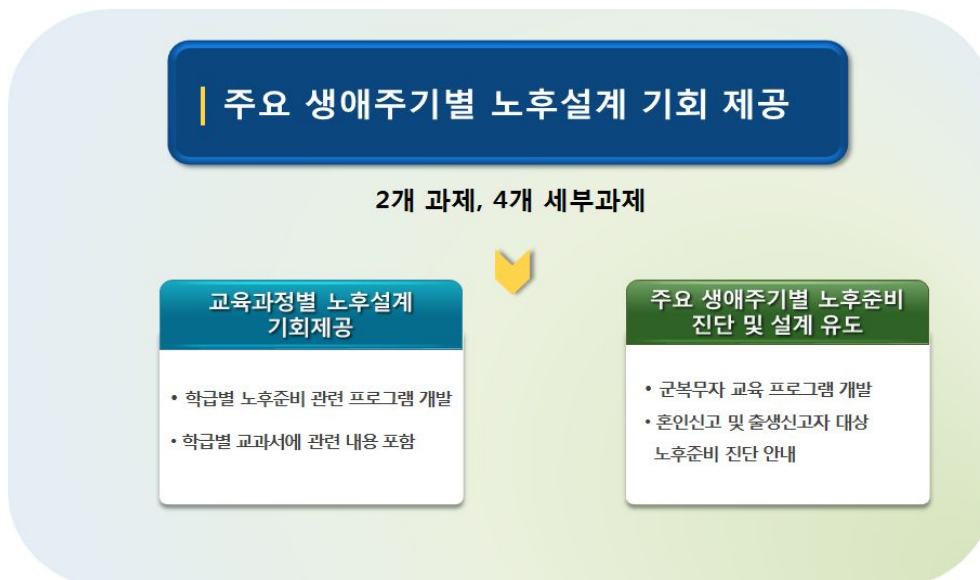 주요 생애주기별 노후설계 기회 제공
2개 과제, 4개 세부과제
교육과정별 노후설계
기회제공
• 학급별 노후준비 관련 프로그램 개발
• 학급별 교과서에 관련 내용 포함
주요 생애주기별 노후준비
진단 및 설계 유도
• 군복무자 교육 프로그램 개발
• 혼인신고 및 출생신고자 대상
노후준비 진단 안내